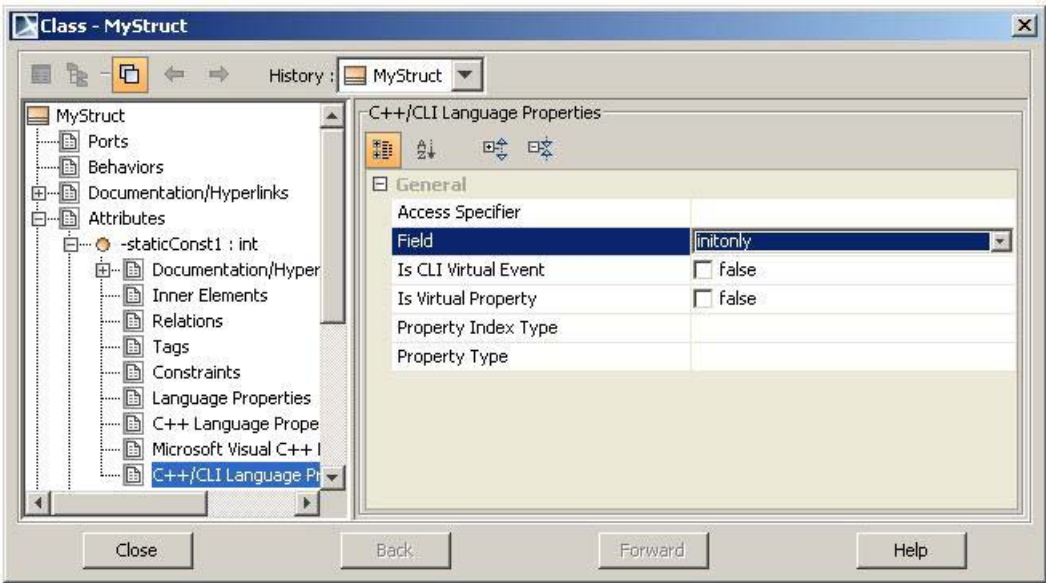 Class - MyStruct
History : MyStruct
MyStruct
Ports
Behaviors
Documentation/Hyperlinks
Attributes
-staticConst1 : int
Documentation/Hyper
Inner Elements
Relations
Tags
Constraints
Language Properties
C++ Language Prope
Microsoft Visual C++
C++/CLI Language Pr
C++/CLI Language Properties
General
Access Specifier
Field initonly
Is CLI Virtual Event false
Is Virtual Property false
Property Index Type
Property Type
Close Back Forward Help